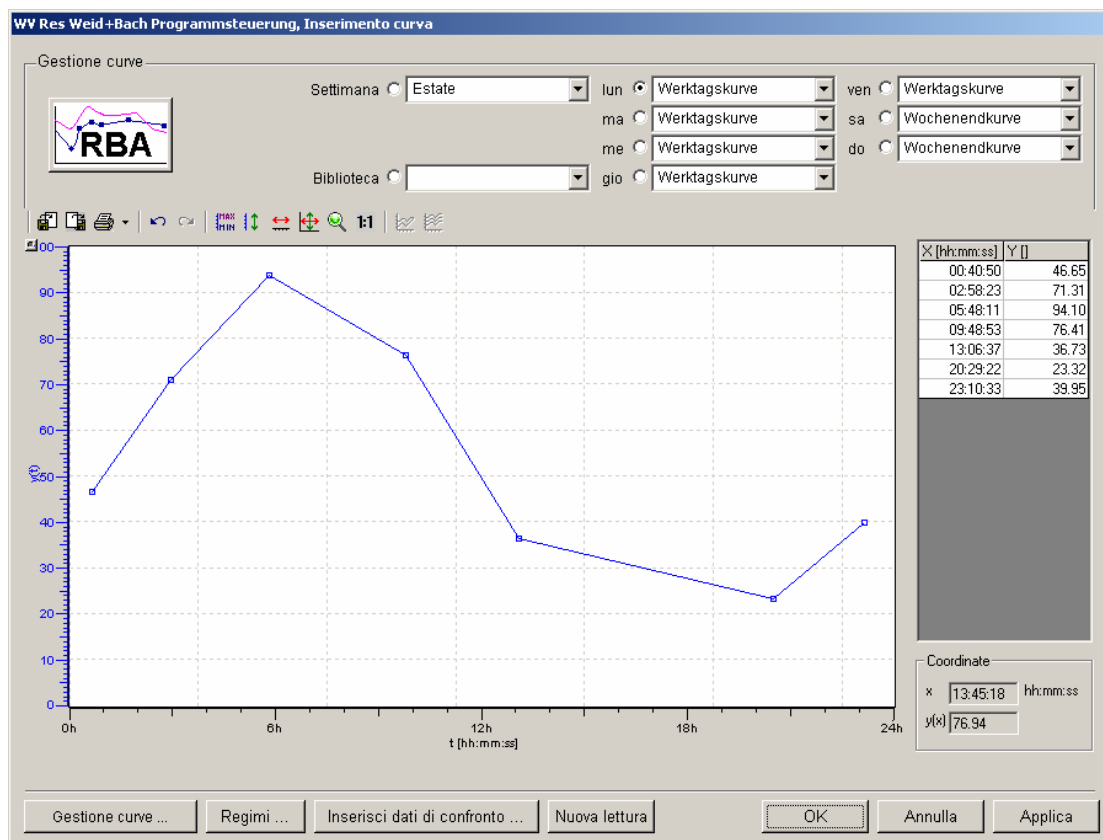 WV Res Weid+Bach Programmsteuerung, Inserimento curva
Gestione curve
RBA
Settimana Estate lun Werktagskurve ven Werktagskurve
ma Werktagskurve sa Wochenendkurve
me Werktagskurve do Wochenendkurve
Biblioteca gio Werktagskurve
MAX
MIN
1:1
X [hh:mm:ss] Y []
00:40:50 46.65
02:58:23 71.31
05:48:11 94.10
09:48:53 76.41
13:06:37 36.73
20:29:22 23.32
23:10:33 39.95
00
90
80
70
60
y(t)
50
40
30
20
10
0
0h 6h 12h 18h 24h
t [hh:mm:ss]
Coordinate
x 13:45:18 hh:mm:ss
y(x) 76.94
Gestione curve ... Regimi ... Inserisci dati di confronto ... Nuova lettura OK Annulla Applica